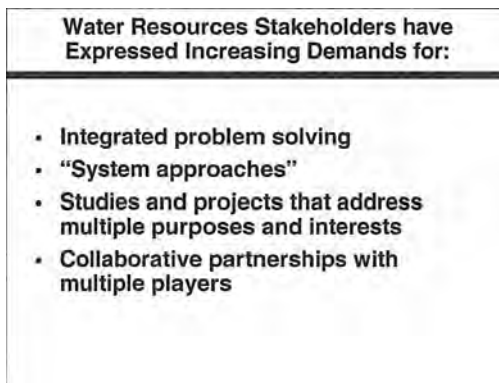 Water Resources Stakeholders have
Expressed Increasing Demands for:
• Integrated problem solving
• “System approaches”
• Studies and projects that address
multiple purposes and interests
• Collaborative partnerships with
multiple players